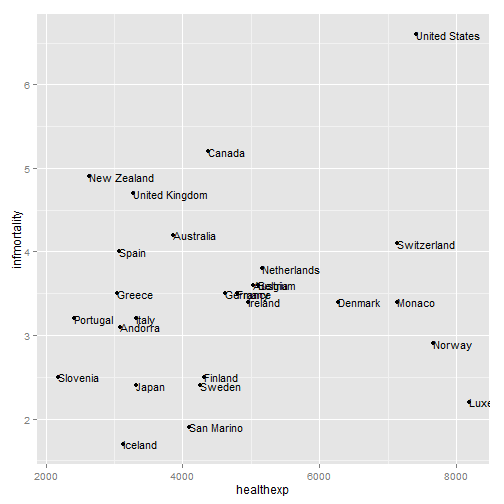 United States
6
Canada
5
New Zealand
United Kingdom
Australia
Switzerland
4
Spain
Netherlands
Belgium
Greece
Germany
France
Ireland
Denmark
Monaco
Portugal
Italy
Andorra
3
Norway
Slovenia
Finland
Japan
Sweden
Luxe
2
San Marino
Iceland
2000
4000
6000
8000
healthexp
infmortality